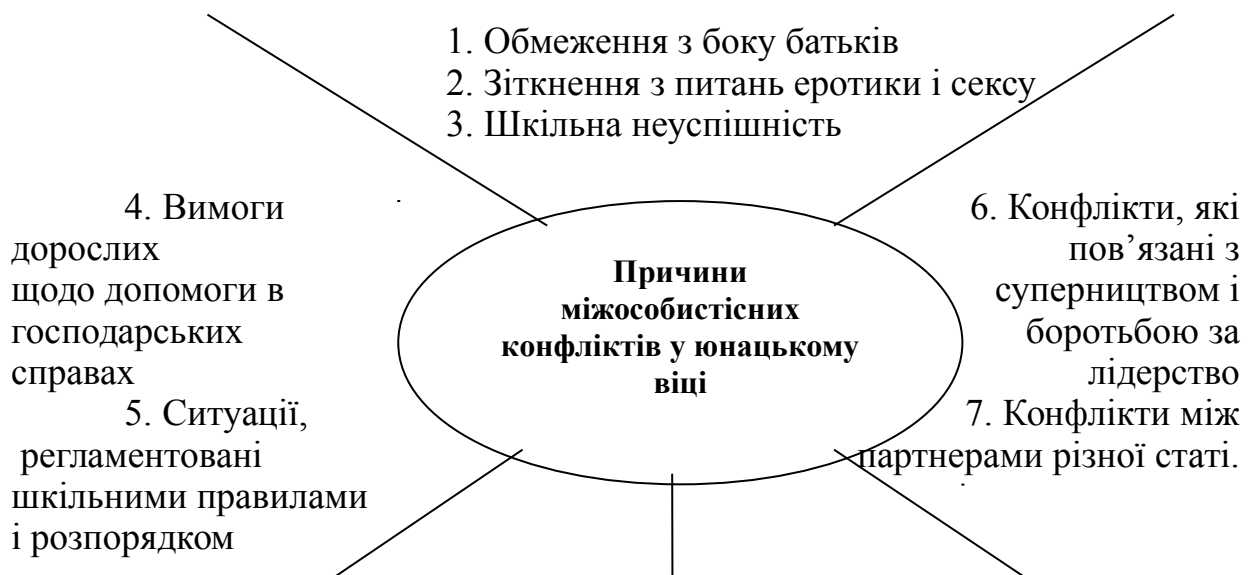 1. Обмеження з боку батьків
2. Зіткнення з питань еротики і сексу
3. Шкільна неуспішність
4. Вимоги
дорослих
щодо допомоги в
господарських
справах
5. Ситуації,
регламентовані
шкільними правилами
і розпорядком
Причини
міжособистісних
конфліктів у юнацькому
віці
6. Конфлікти, які
пов’язані з
суперництвом і
боротьбою за
лідерство
7. Конфлікти між
партнерами різної статі.